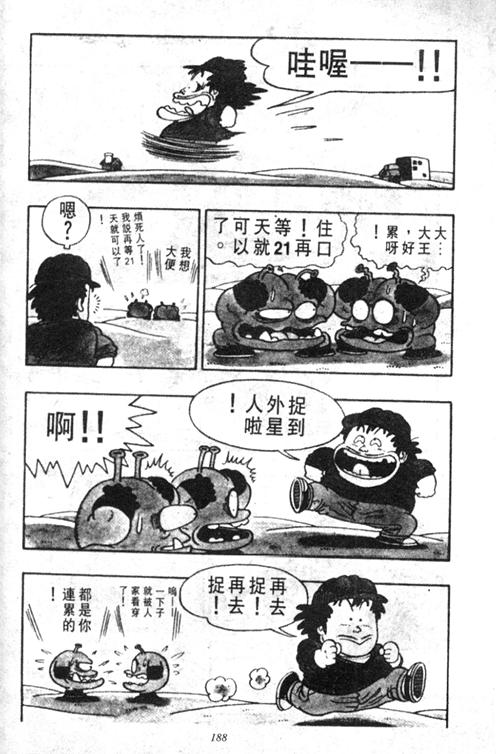 哇喔——!!
大…
大王
，好
累呀
！
住口
！再
等21
天就
可以
了。
我想
大便
煩死人了！
我說再等21
天就可以了
！
嗯？
捉到
外星
人啦
！
啊!!
再去
捉！
再去
捉！
嗚——
一下子
就被人
家看穿
了！
都是你
連累的
！
188